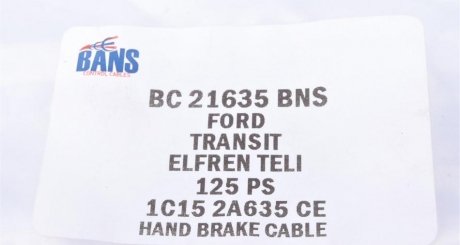 BANS
CONTROL CABLES
BC 21635 BNS
FORD
TRANSIT
ELFREN TELI
125 PS
1C15 2A635 CE
HAND BRAKE CABLE